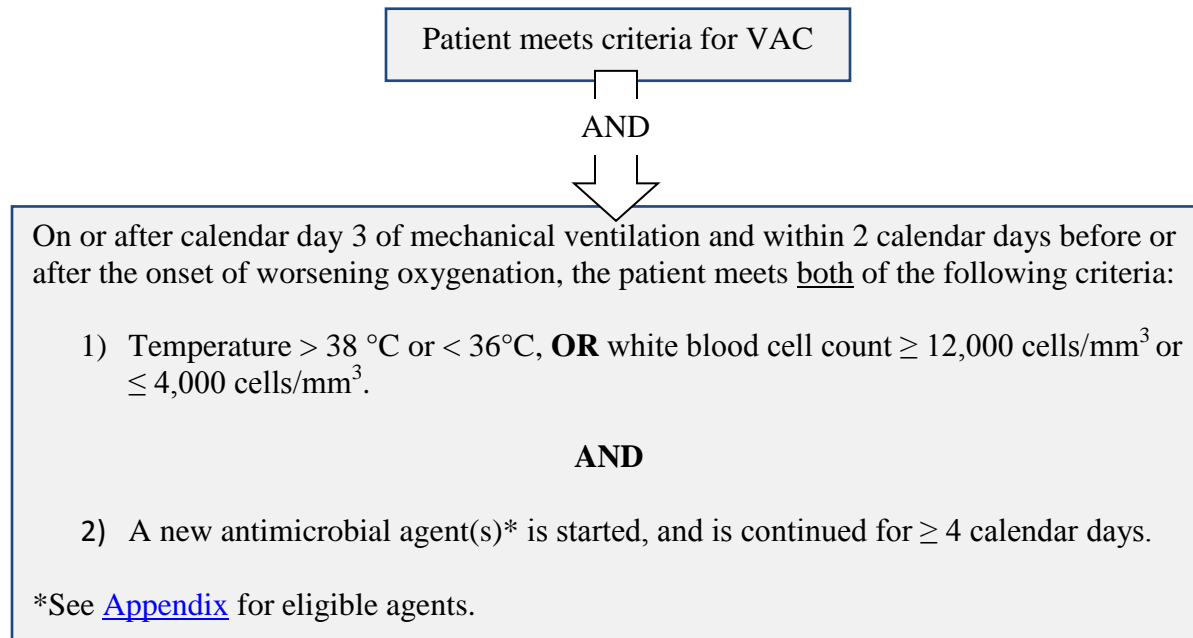 Patient meets criteria for VAC
AND
On or after calendar day 3 of mechanical ventilation and within 2 calendar days before or
after the onset of worsening oxygenation, the patient meets both of the following criteria:
1) Temperature > 38 °C or < 36°C, OR white blood cell count ≥ 12,000 cells/mm³ or
≤ 4,000 cells/mm³.
AND
2) A new antimicrobial agent(s)* is started, and is continued for ≥ 4 calendar days.
*See Appendix for eligible agents.